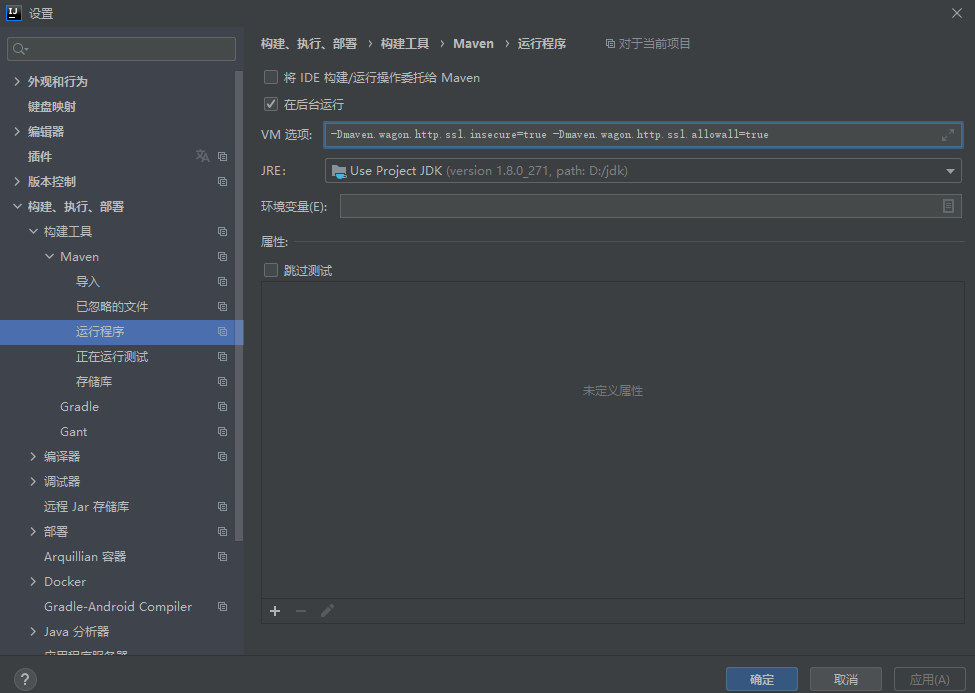 IJ 设置
构建、执行、部署 › 构建工具 › Maven › 运行程序 对于当前项目
外观和行为
键盘映射
编辑器
插件
版本控制
构建、执行、部署
构建工具
Maven
导入
已忽略的文件
运行程序
正在运行测试
存储库
Gradle
Gant
编译器
调试器
远程 Jar 存储库
部署
Arquillian 容器
Docker
Gradle-Android Compiler
Java 分析器
应用程序服务器
将 IDE 构建/运行操作委托给 Maven
在后台运行
VM 选项: -Dmaven.wagon.http.ssl.insecure=true -Dmaven.wagon.http.ssl.allowall=true
JRE: Use Project JDK (version 1.8.0_271, path: D:/jdk)
环境变量(E):
属性:
跳过测试
未定义属性
?
确定 取消 应用(A)